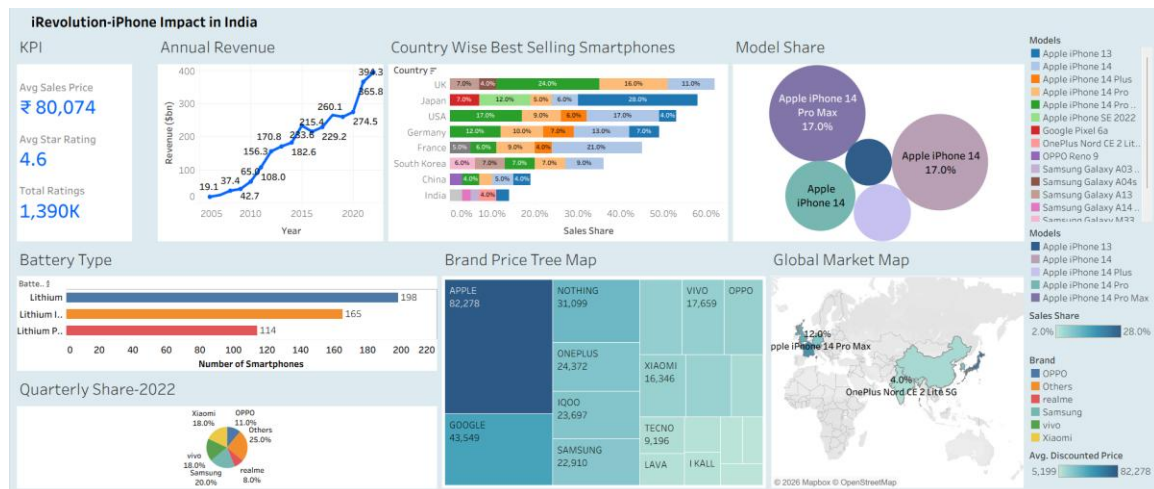 iRevolution-iPhone Impact in India
KPI
Avg Sales Price
₹ 80,074
Avg Star Rating
4.6
Total Ratings
1,390K
Annual Revenue
Revenue ($bn)
400
300
200
100
0
19.1
37.4
42.7
65.0
108.0
156.3
170.8
182.6
233.8
215.4
229.2
260.1
274.5
365.8
394.3
2005
2010
2015
2020
Year
Country Wise Best Selling Smartphones
Country
UK
7.0%
4.0%
24.0%
16.0%
11.0%
Japan
7.0%
12.0%
5.0%
6.0%
28.0%
USA
17.0%
9.0%
6.0%
17.0%
4.0%
Germany
12.0%
10.0%
7.0%
13.0%
7.0%
France
5.0%
6.0%
9.0%
4.0%
21.0%
South Korea
6.0%
7.0%
7.0%
7.0%
9.0%
China
4.0%
5.0%
4.0%
India
4.0%
0.0%
10.0%
20.0%
30.0%
40.0%
50.0%
60.0%
Sales Share
Model Share
Apple iPhone 14
Pro Max
17.0%
Apple iPhone 14
17.0%
Apple
iPhone 14
Models
Apple iPhone 13
Apple iPhone 14
Apple iPhone 14 Plus
Apple iPhone 14 Pro
Apple iPhone 14 Pro ..
Apple iPhone SE 2022
Google Pixel 6a
OnePlus Nord CE 2 Lit..
OPPO Reno 9
Samsung Galaxy A03 ..
Samsung Galaxy A04s
Samsung Galaxy A13
Samsung Galaxy A14 ..
Samsung Galaxy M33
Models
Apple iPhone 13
Apple iPhone 14
Apple iPhone 14 Plus
Apple iPhone 14 Pro
Apple iPhone 14 Pro Max
Sales Share
2.0%
28.0%
Brand
OPPO
Others
realme
Samsung
vivo
Xiaomi
Avg. Discounted Price
5,199
82,278
Battery Type
Batte..
Lithium
198
Lithium I..
165
Lithium P..
114
0
20
40
60
80
100
120
140
160
180
200
220
Number of Smartphones
Quarterly Share-2022
Xiaomi
18.0%
OPPO
11.0%
Others
25.0%
vivo
18.0%
Samsung
20.0%
realme
8.0%
Brand Price Tree Map
APPLE
82,278
GOOGLE
43,549
NOTHING
31,099
ONEPLUS
24,372
IQOO
23,697
SAMSUNG
22,910
VIVO
17,659
OPPO
XIAOMI
16,346
TECNO
9,196
LAVA
I KALL
Global Market Map
12.0%
pple iPhone 14 Pro Max
4.0%
OnePlus Nord CE 2 Lite 5G
© 2026 Mapbox © OpenStreetMap